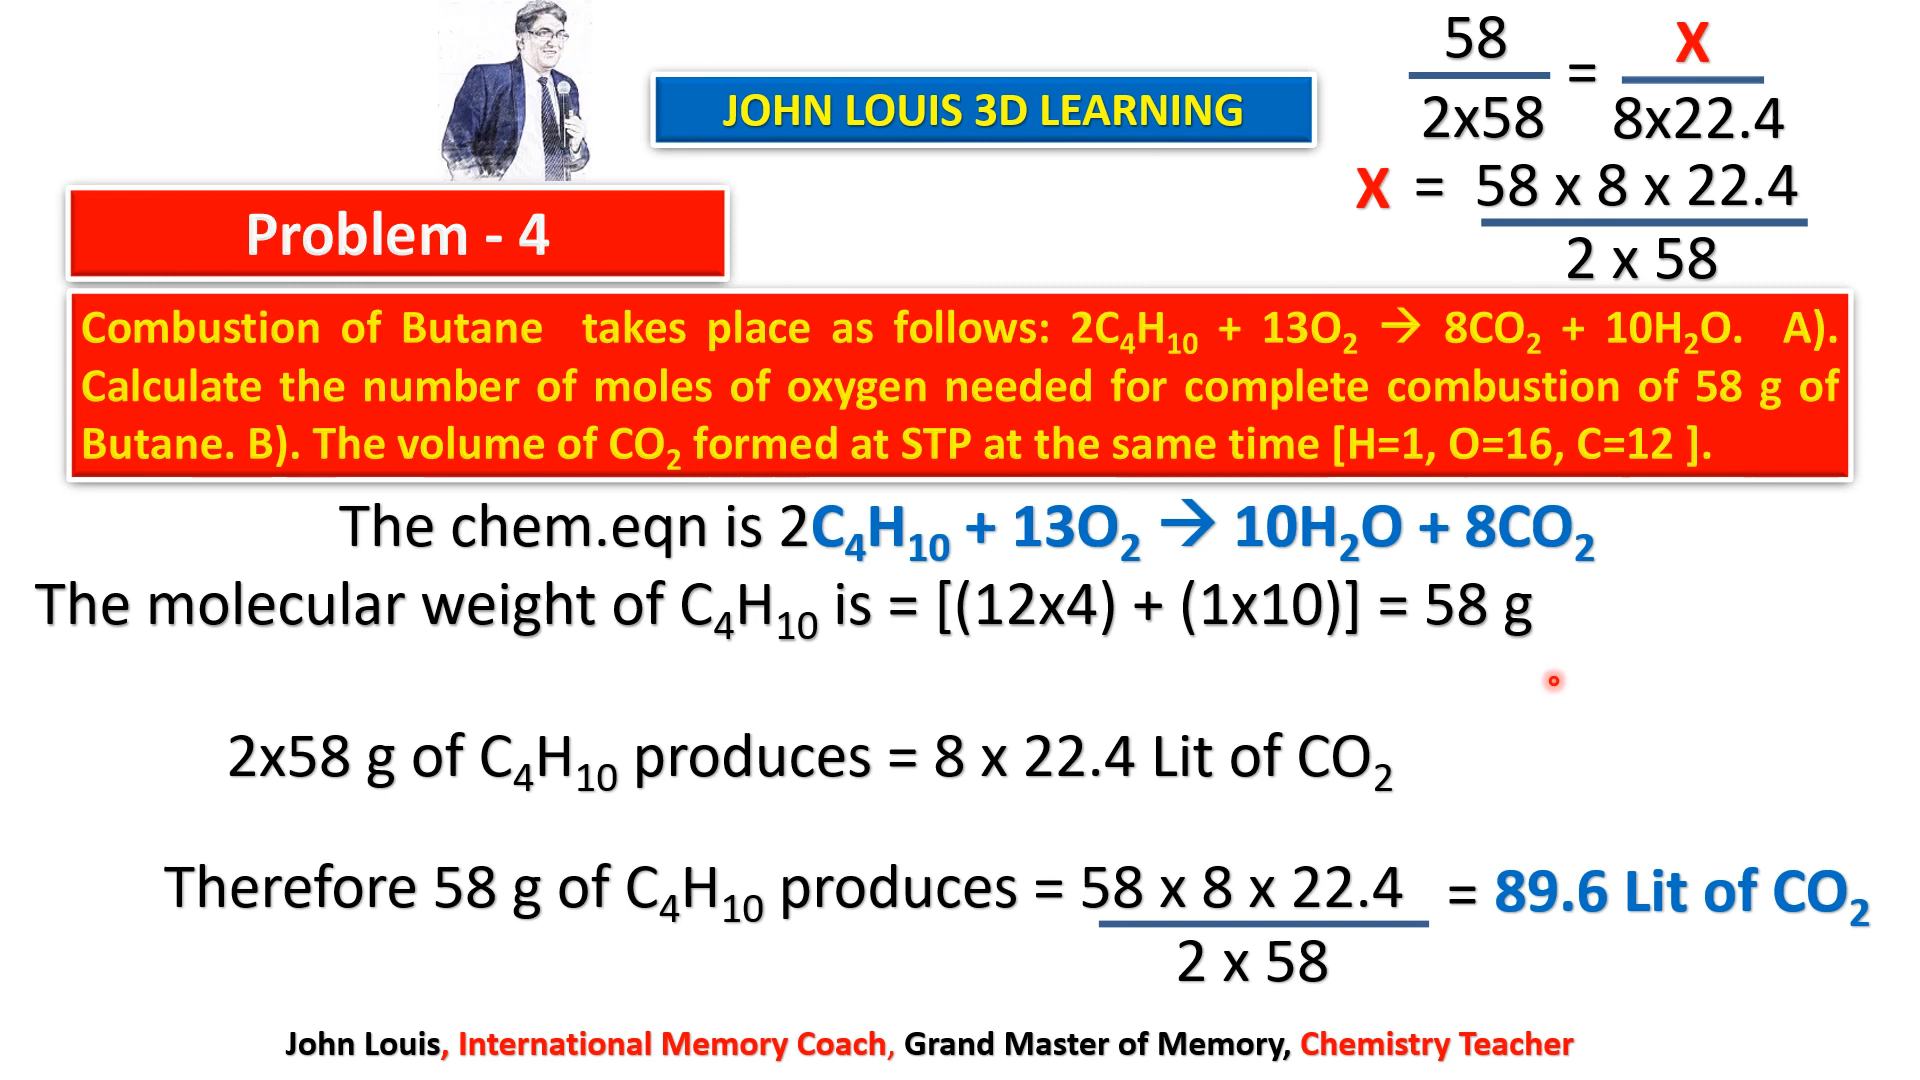 JOHN LOUIS 3D LEARNING
58 = X
2x58 8x22.4
X = 58 x 8 x 22.4
2 x 58
Problem - 4
Combustion of Butane takes place as follows: 2C₄H₁₀ + 13O₂ → 8CO₂ + 10H₂O. A).
Calculate the number of moles of oxygen needed for complete combustion of 58 g of
Butane. B). The volume of CO₂ formed at STP at the same time [H=1, O=16, C=12 ].
The chem.eqn is 2C₄H₁₀ + 13O₂ → 10H₂O + 8CO₂
The molecular weight of C₄H₁₀ is = [(12x4) + (1x10)] = 58 g
2x58 g of C₄H₁₀ produces = 8 x 22.4 Lit of CO₂
Therefore 58 g of C₄H₁₀ produces = 58 x 8 x 22.4 = 89.6 Lit of CO₂
2 x 58
John Louis, International Memory Coach, Grand Master of Memory, Chemistry Teacher